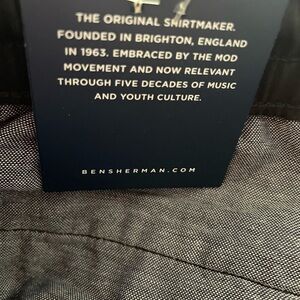 THE ORIGINAL SHIRTMAKER.
FOUNDED IN BRIGHTON, ENGLAND
IN 1963. EMBRACED BY THE MOD
MOVEMENT AND NOW RELEVANT
THROUGH FIVE DECADES OF MUSIC
AND YOUTH CULTURE.
BENSHERMAN.COM